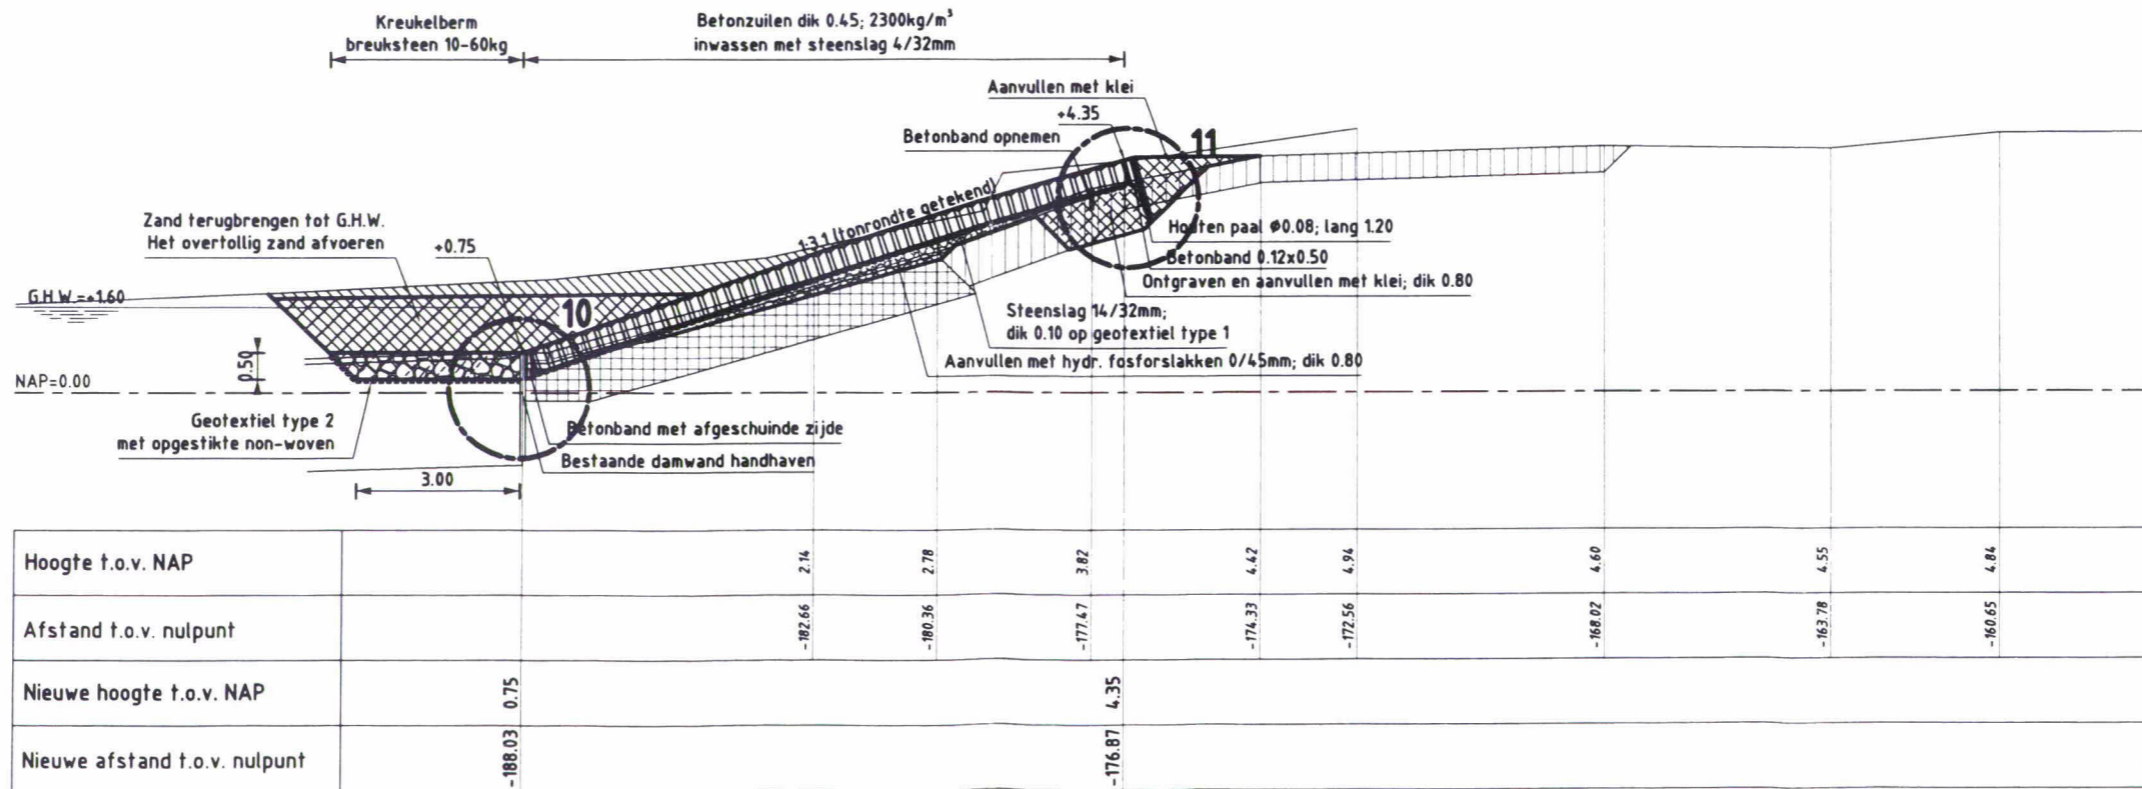 Kreukelberm
breuksteen 10-60kg
Betonzuilen dik 0.45; 2300kg/m³
inwassen met steenslag 4/32mm
Aanvullen met klei
+4.35
Betonband opnemen
11
1:3.1 (tonrondte getekend)
Zand terugbrengen tot G.H.W.
Het overtollig zand afvoeren
+0.75
Houten paal Ø0.08; lang 1.20
Betonband 0.12x0.50
Ontgraven en aanvullen met klei; dik 0.80
G.H.W.=+1.60
10
Steenslag 14/32mm;
dik 0.10 op geotextiel type 1
Aanvullen met hydr. fosforslakken 0/45mm; dik 0.80
0.50
NAP=0.00
Geotextiel type 2
met opgestikte non-woven
Betonband met afgeschuinde zijde
Bestaande damwand handhaven
3.00
Hoogte t.o.v. NAP 2.14 2.78 3.82 4.42 4.94 4.60 4.55 4.84
Afstand t.o.v. nulpunt -182.66 -180.36 -177.47 -174.33 -172.56 -168.02 -163.78 -160.65
Nieuwe hoogte t.o.v. NAP 0.75 4.35
Nieuwe afstand t.o.v. nulpunt -188.03 -176.87